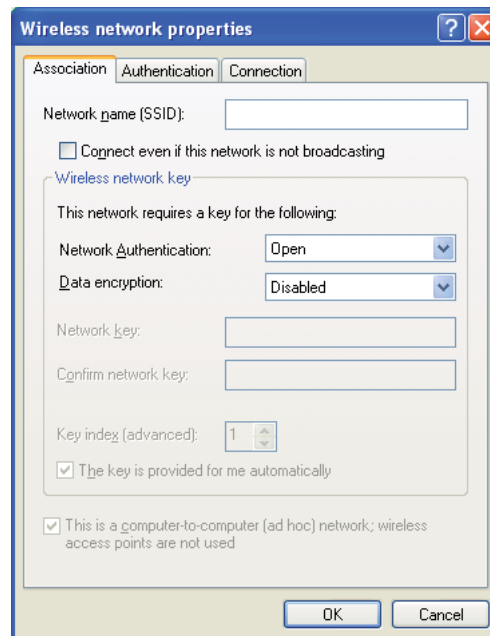 Wireless network properties
Association Authentication Connection
Network name (SSID):
Connect even if this network is not broadcasting
Wireless network key
This network requires a key for the following:
Network Authentication: Open
Data encryption: Disabled
Network key:
Confirm network key:
Key index (advanced): 1
The key is provided for me automatically
This is a computer-to-computer (ad hoc) network; wireless
access points are not used
OK Cancel